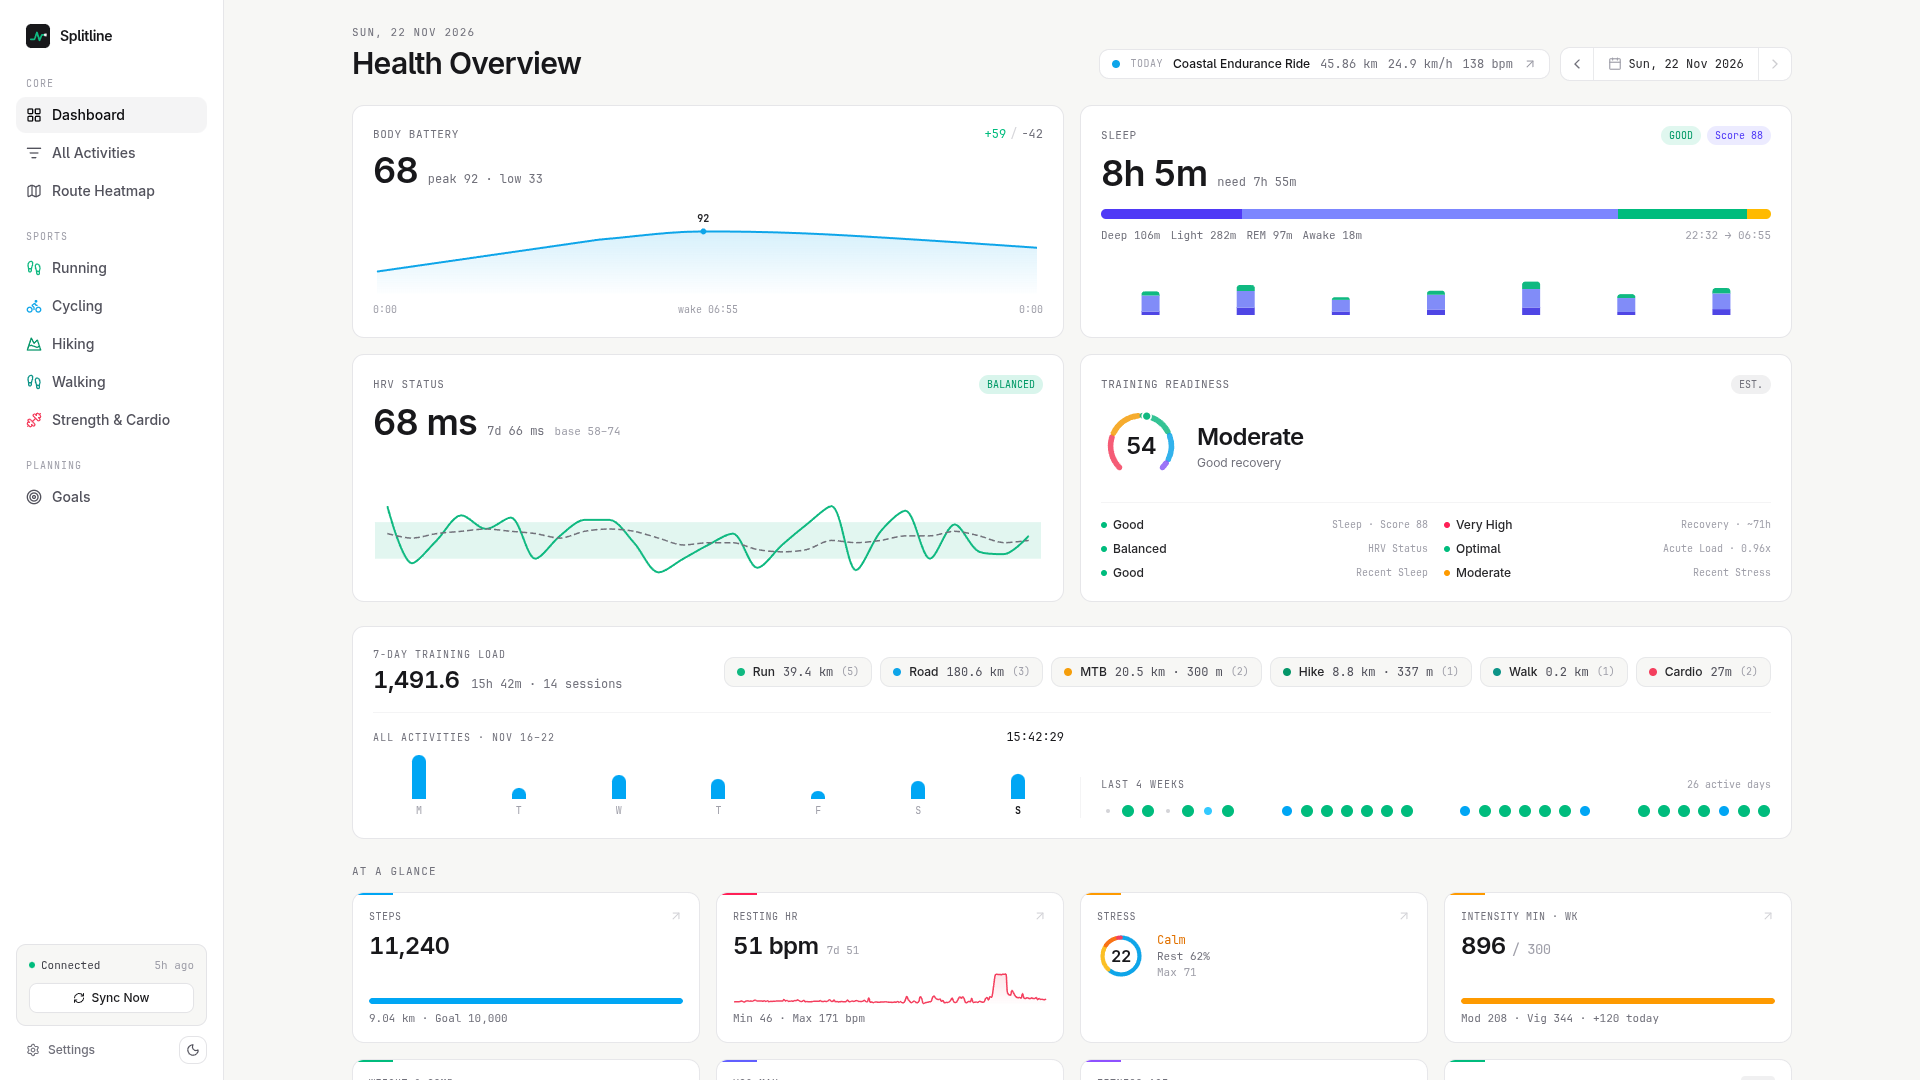 Splitline
CORE
Dashboard
All Activities
Route Heatmap
SPORTS
Running
Cycling
Hiking
Walking
Strength & Cardio
PLANNING
Goals
Connected 5h ago
Sync Now
Settings
SUN, 22 NOV 2026
Health Overview
TODAY Coastal Endurance Ride 45.86 km 24.9 km/h 138 bpm
Sun, 22 Nov 2026
BODY BATTERY +59 / -42
68 peak 92 · low 33
92
0:00 wake 06:55 0:00
SLEEP GOOD Score 88
8h 5m need 7h 55m
Deep 106m Light 282m REM 97m Awake 18m 22:32 → 06:55
HRV STATUS BALANCED
68 ms 7d 66 ms base 58–74
TRAINING READINESS EST.
54 Moderate
Good recovery
Good Sleep · Score 88 Very High Recovery · ~71h
Balanced HRV Status Optimal Acute Load · 0.96x
Good Recent Sleep Moderate Recent Stress
7-DAY TRAINING LOAD
1,491.6 15h 42m · 14 sessions
Run 39.4 km (5) Road 180.6 km (3) MTB 20.5 km · 300 m (2) Hike 8.8 km · 337 m (1) Walk 0.2 km (1) Cardio 27m (2)
ALL ACTIVITIES · NOV 16–22 15:42:29
M T W T F S S
LAST 4 WEEKS 26 active days
AT A GLANCE
STEPS
11,240
9.04 km · Goal 10,000
RESTING HR
51 bpm 7d 51
Min 46 · Max 171 bpm
STRESS
22 Calm
Rest 62%
Max 71
INTENSITY MIN · WK
896 / 300
Mod 208 · Vig 344 · +120 today